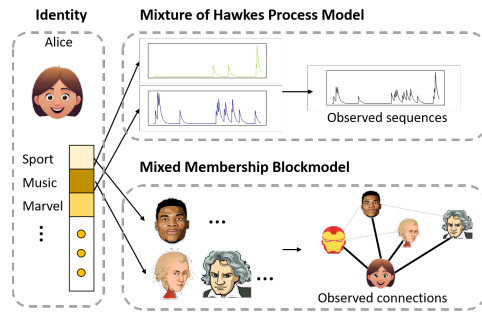 Identity
Mixture of Hawkes Process Model
Alice
Observed sequences
Sport
Music
Marvel
Mixed Membership Blockmodel
Observed connections